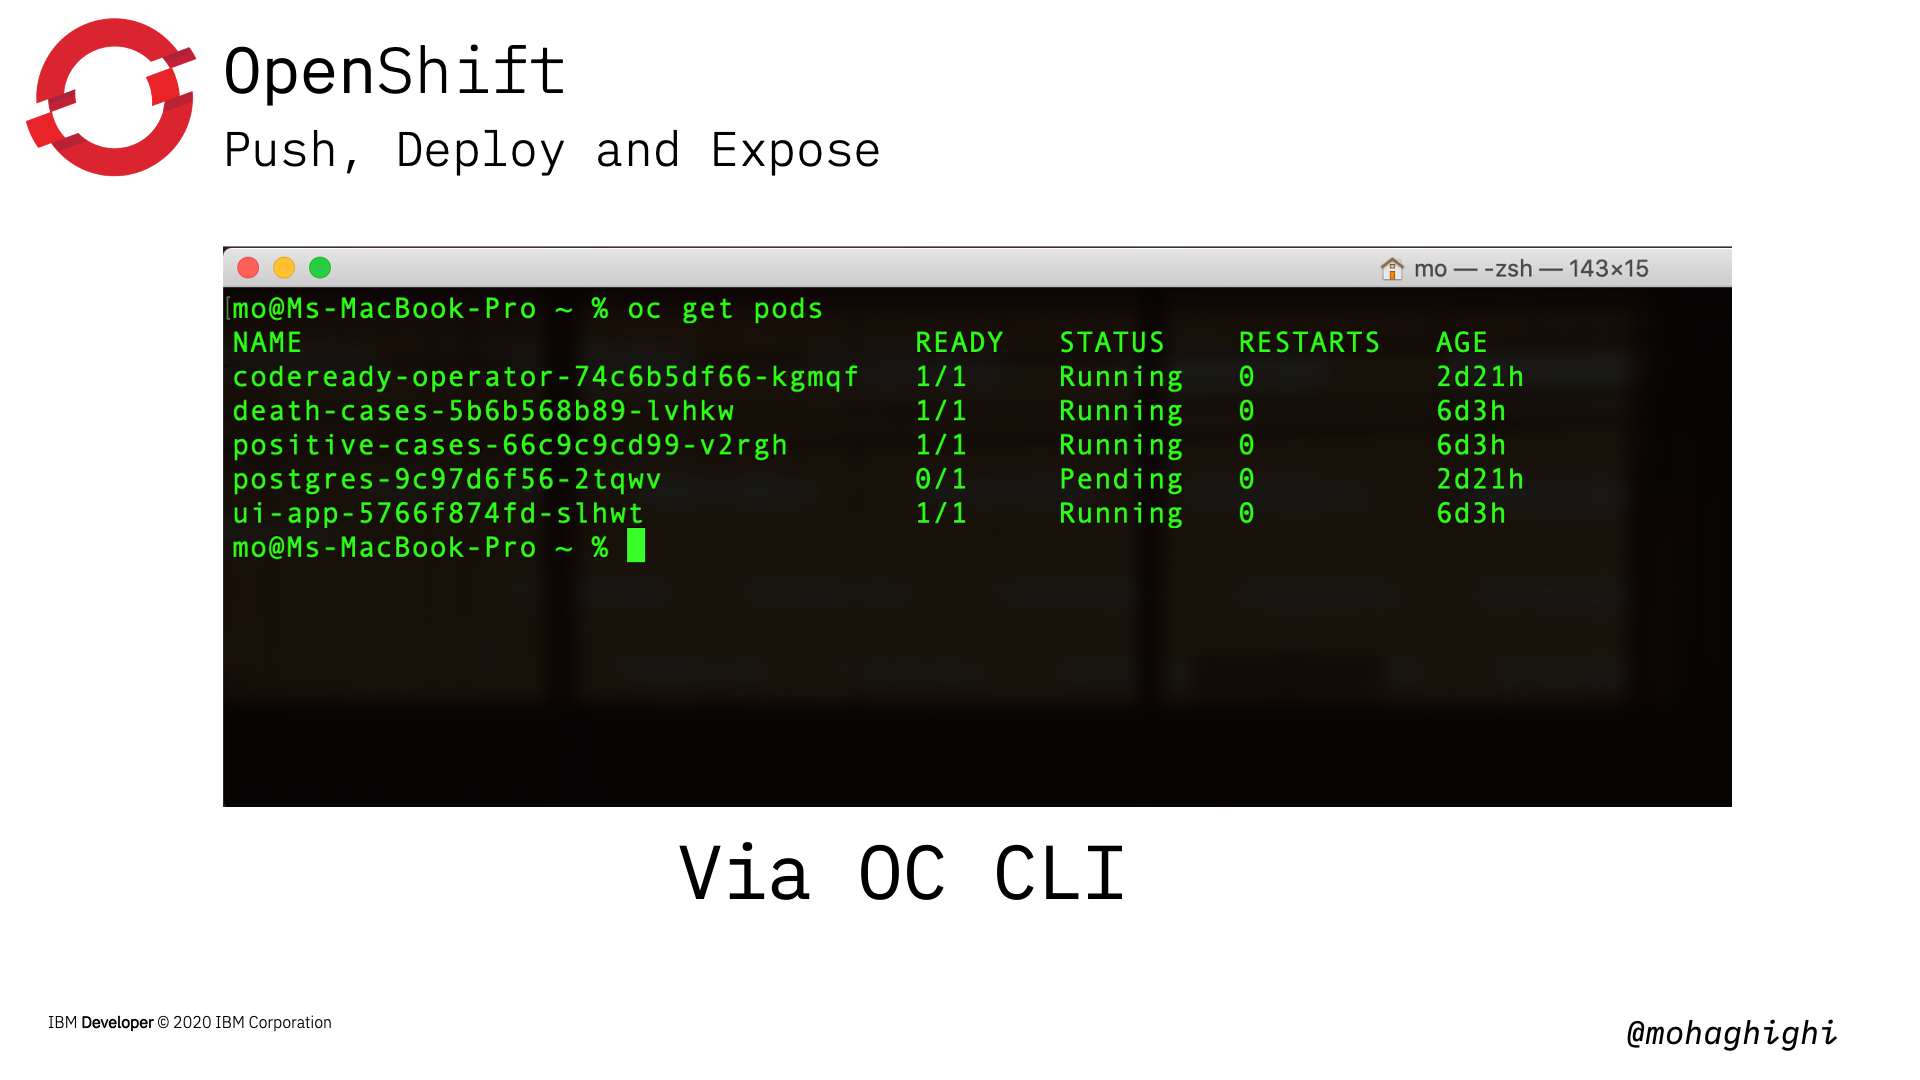 OpenShift
Push, Deploy and Expose
mo — -zsh — 143×15
mo@Ms-MacBook-Pro ~ % oc get pods
NAME READY STATUS RESTARTS AGE
codeready-operator-74c6b5df66-kgmqf 1/1 Running 0 2d21h
death-cases-5b6b568b89-lvhkw 1/1 Running 0 6d3h
positive-cases-66c9c9cd99-v2rgh 1/1 Running 0 6d3h
postgres-9c97d6f56-2tqwv 0/1 Pending 0 2d21h
ui-app-5766f874fd-slhwt 1/1 Running 0 6d3h
mo@Ms-MacBook-Pro ~ %
Via OC CLI
IBM Developer © 2020 IBM Corporation
@mohaghighi